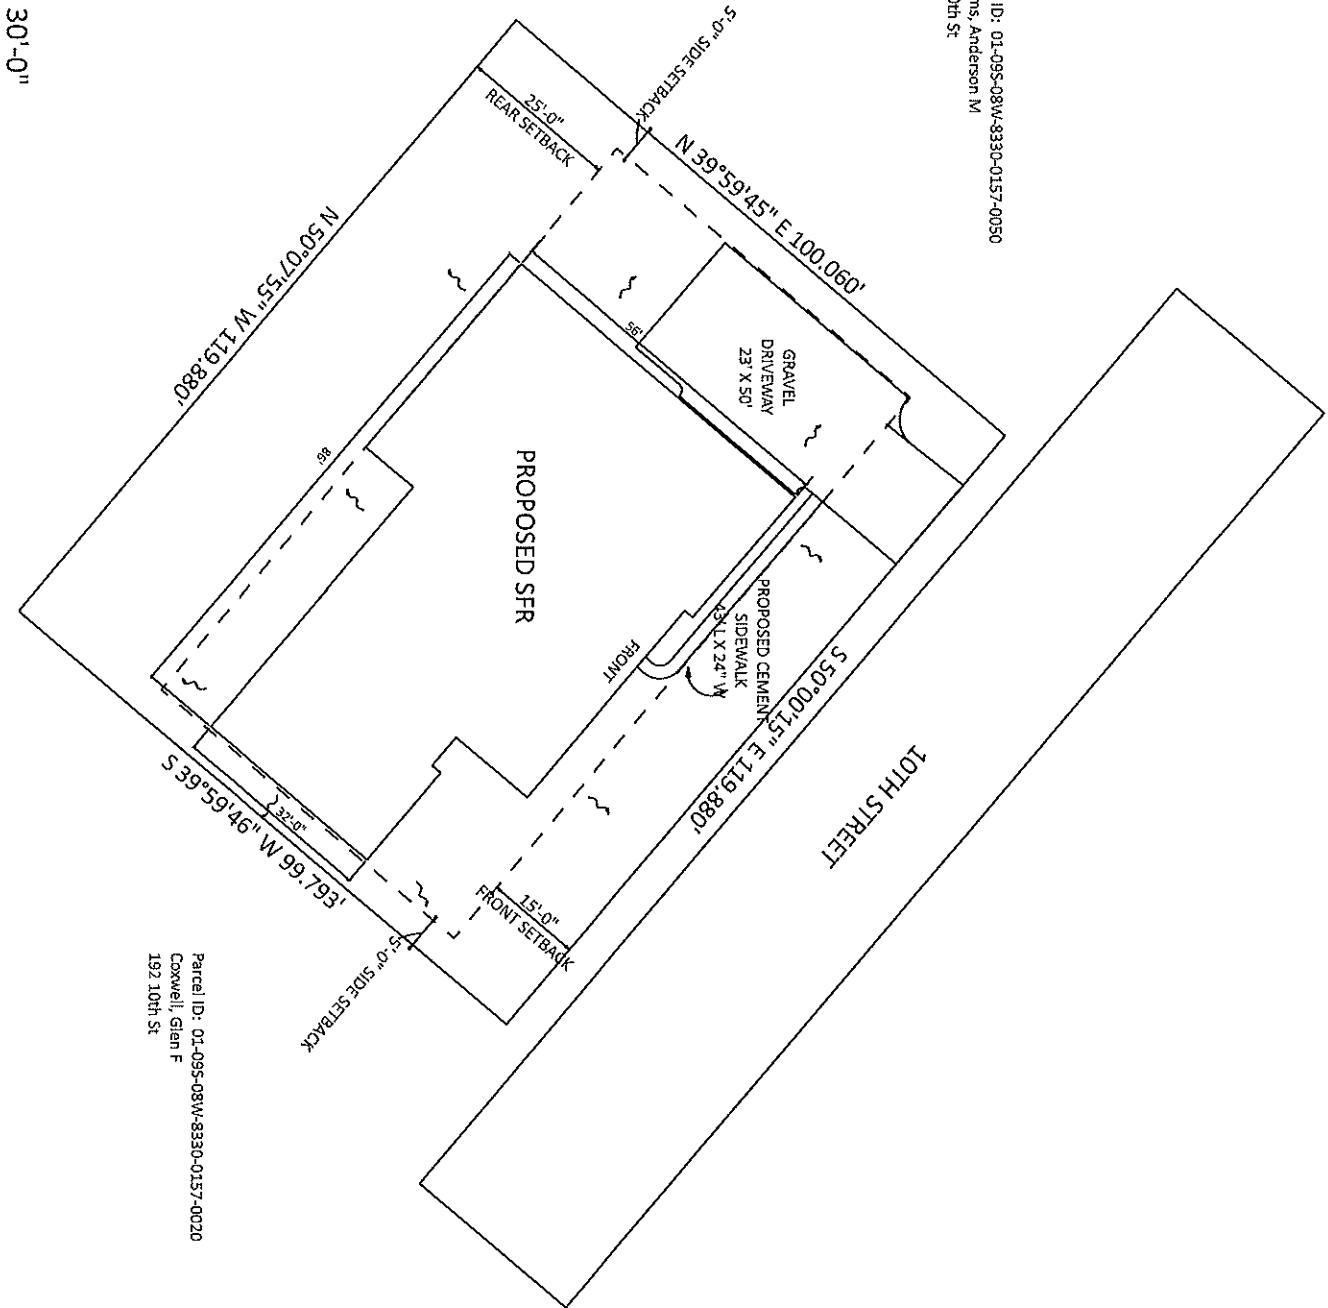 ID: 01-09S-08W-8330-0157-0050
Anderson M
St
5'-0" SIDE SETBACK
25'-0"
REAR SETBACK
N 39°59'45" E 100.060'
N 50°07'55" W 119.880'
56'
GRAVEL
DRIVEWAY
23' X 50'
86'
PROPOSED SFR
PROPOSED CEMENT
SIDEWALK
L X 24" W
FRONT
S 50°00'15" E 119.880'
10TH STREET
32'-0"
S 39°59'46" W 99.793'
15'-0"
FRONT SETBACK
5'-0" SIDE SETBACK
Parcel ID: 01-09S-08W-8330-0157-0020
Coxwell, Glen F
192 10th St
30'-0"